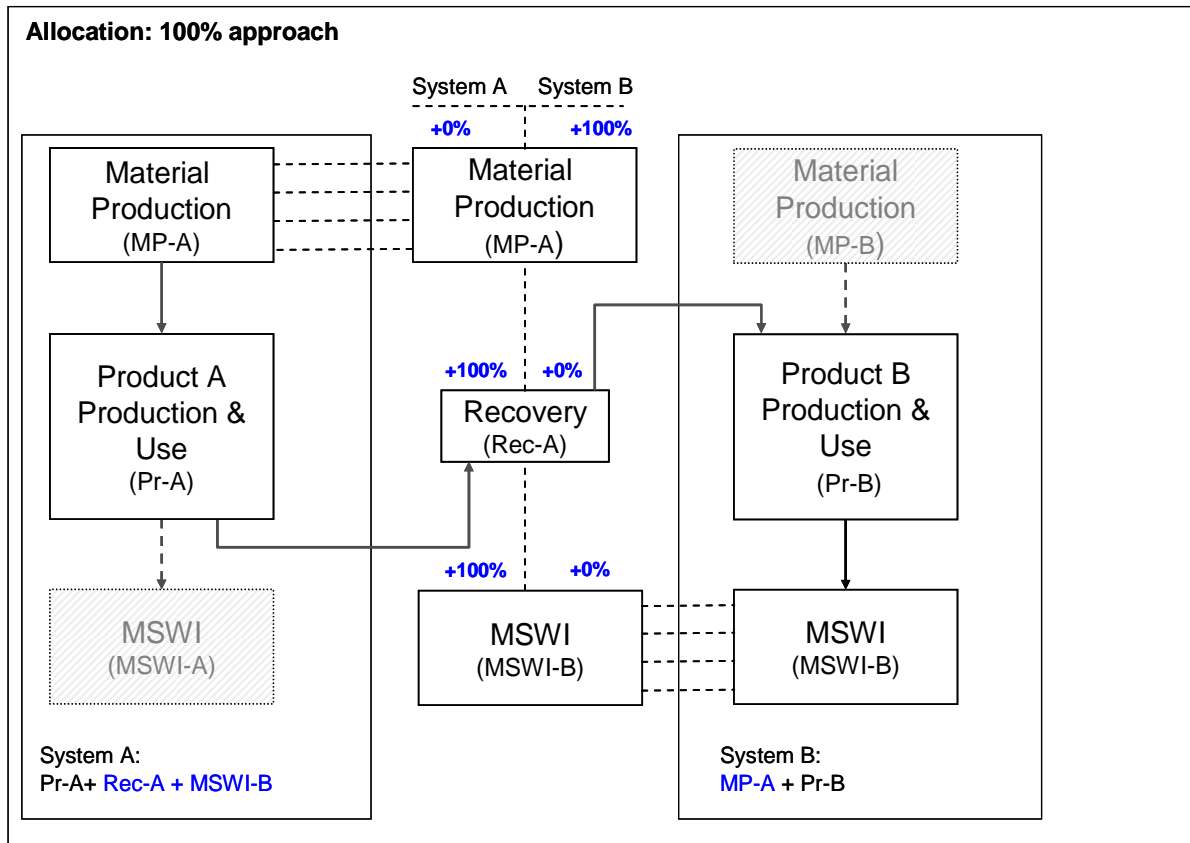 Allocation: 100% approach
System A
System B
+0%
+100%
Material
Production
(MP-A)
Material
Production
(MP-A)
Material
Production
(MP-B)
Product A
Production &
Use
(Pr-A)
+100%
+0%
Recovery
(Rec-A)
Product B
Production &
Use
(Pr-B)
+100%
+0%
MSWI
(MSWI-A)
MSWI
(MSWI-B)
MSWI
(MSWI-B)
System A:
Pr-A+ Rec-A + MSWI-B
System B:
MP-A + Pr-B